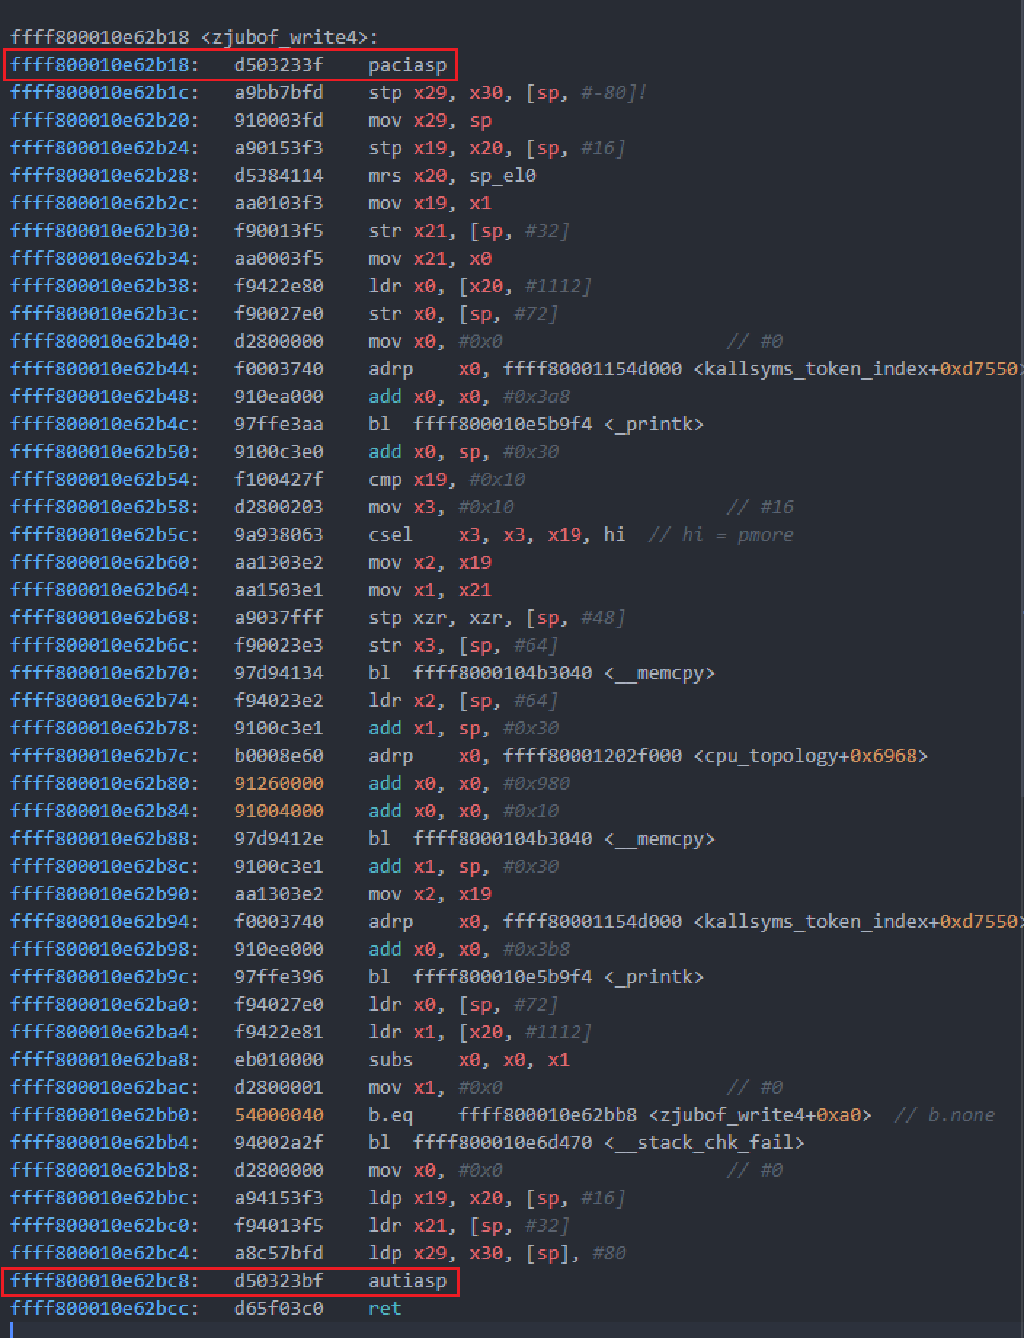 ffff800010e62b18 <zjubof_write4>:
ffff800010e62b18: d503233f paciasp
ffff800010e62b1c: a9bb7bfd stp x29, x30, [sp, #-80]!
ffff800010e62b20: 910003fd mov x29, sp
ffff800010e62b24: a90153f3 stp x19, x20, [sp, #16]
ffff800010e62b28: d5384114 mrs x20, sp_el0
ffff800010e62b2c: aa0103f3 mov x19, x1
ffff800010e62b30: f90013f5 str x21, [sp, #32]
ffff800010e62b34: aa0003f5 mov x21, x0
ffff800010e62b38: f9422e80 ldr x0, [x20, #1112]
ffff800010e62b3c: f90027e0 str x0, [sp, #72]
ffff800010e62b40: d2800000 mov x0, #0x0 // #0
ffff800010e62b44: f0003740 adrp x0, ffff80001154d000 <kallsyms_token_index+0xd7550>
ffff800010e62b48: 910ea000 add x0, x0, #0x3a8
ffff800010e62b4c: 97ffe3aa bl ffff800010e5b9f4 <_printk>
ffff800010e62b50: 9100c3e0 add x0, sp, #0x30
ffff800010e62b54: f100427f cmp x19, #0x10
ffff800010e62b58: d2800203 mov x3, #0x10 // #16
ffff800010e62b5c: 9a938063 csel x3, x3, x19, hi // hi = pmore
ffff800010e62b60: aa1303e2 mov x2, x19
ffff800010e62b64: aa1503e1 mov x1, x21
ffff800010e62b68: a9037fff stp xzr, xzr, [sp, #48]
ffff800010e62b6c: f90023e3 str x3, [sp, #64]
ffff800010e62b70: 97d94134 bl ffff8000104b3040 <__memcpy>
ffff800010e62b74: f94023e2 ldr x2, [sp, #64]
ffff800010e62b78: 9100c3e1 add x1, sp, #0x30
ffff800010e62b7c: b0008e60 adrp x0, ffff80001202f000 <cpu_topology+0x6968>
ffff800010e62b80: 91260000 add x0, x0, #0x980
ffff800010e62b84: 91004000 add x0, x0, #0x10
ffff800010e62b88: 97d9412e bl ffff8000104b3040 <__memcpy>
ffff800010e62b8c: 9100c3e1 add x1, sp, #0x30
ffff800010e62b90: aa1303e2 mov x2, x19
ffff800010e62b94: f0003740 adrp x0, ffff80001154d000 <kallsyms_token_index+0xd7550>
ffff800010e62b98: 910ee000 add x0, x0, #0x3b8
ffff800010e62b9c: 97ffe396 bl ffff800010e5b9f4 <_printk>
ffff800010e62ba0: f94027e0 ldr x0, [sp, #72]
ffff800010e62ba4: f9422e81 ldr x1, [x20, #1112]
ffff800010e62ba8: eb010000 subs x0, x0, x1
ffff800010e62bac: d2800001 mov x1, #0x0 // #0
ffff800010e62bb0: 54000040 b.eq ffff800010e62bb8 <zjubof_write4+0xa0> // b.none
ffff800010e62bb4: 94002a2f bl ffff800010e6d470 <__stack_chk_fail>
ffff800010e62bb8: d2800000 mov x0, #0x0 // #0
ffff800010e62bbc: a94153f3 ldp x19, x20, [sp, #16]
ffff800010e62bc0: f94013f5 ldr x21, [sp, #32]
ffff800010e62bc4: a8c57bfd ldp x29, x30, [sp], #80
ffff800010e62bc8: d50323bf autiasp
ffff800010e62bcc: d65f03c0 ret